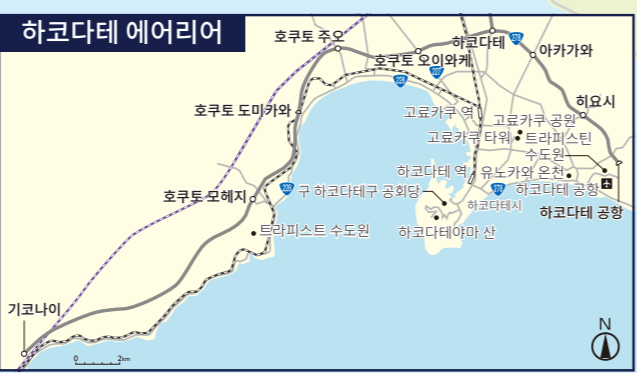 하코다테 에어리어
호쿠토 주오
하코다테
278
아카가와
호쿠토 오이와케
228
227
히요시
호쿠토 도미카와
고료카쿠 역
고료카쿠 공원
고료카쿠 타워
트라피스틴
수도원
하코다테 역
유노카와 온천
호쿠토 모헤지
228
구 하코다테구 공회당
278
하코다테 공항
하코다테시
하코다테 공항
트라피스트 수도원
하코다테야마 산
기코나이
0
2km
N